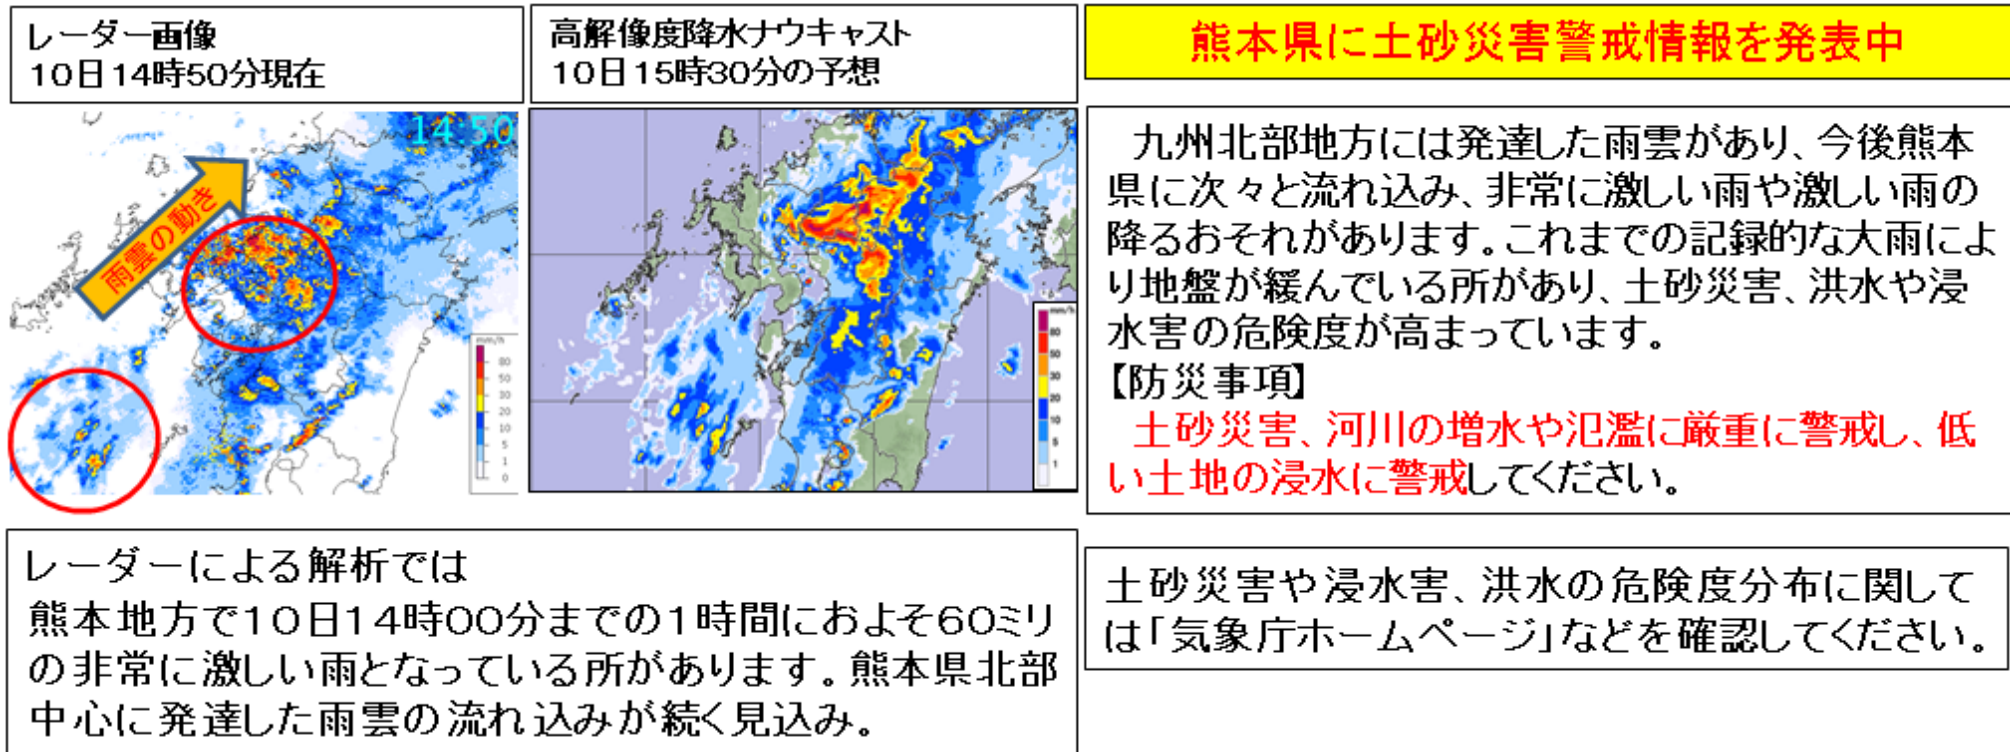 レーダー画像
10日14時50分現在
高解像度降水ナウキャスト
10日15時30分の予想
熊本県に土砂災害警戒情報を発表中
14:50
雨雲の動き
mm/h
80
50
30
20
10
5
1
0
mm/h
80
50
30
20
10
5
1
九州北部地方には発達した雨雲があり、今後熊本
県に次々と流れ込み、非常に激しい雨や激しい雨の
降るおそれがあります。これまでの記録的な大雨によ
り地盤が緩んでいる所があり、土砂災害、洪水や浸
水害の危険度が高まっています。
【防災事項】
土砂災害、河川の増水や氾濫に厳重に警戒し、低
い土地の浸水に警戒してください。
レーダーによる解析では
熊本地方で10日14時00分までの1時間におよそ60ミリ
の非常に激しい雨となっている所があります。熊本県北部
中心に発達した雨雲の流れ込みが続く見込み。
土砂災害や浸水害、洪水の危険度分布に関して
は「気象庁ホームページ」などを確認してください。